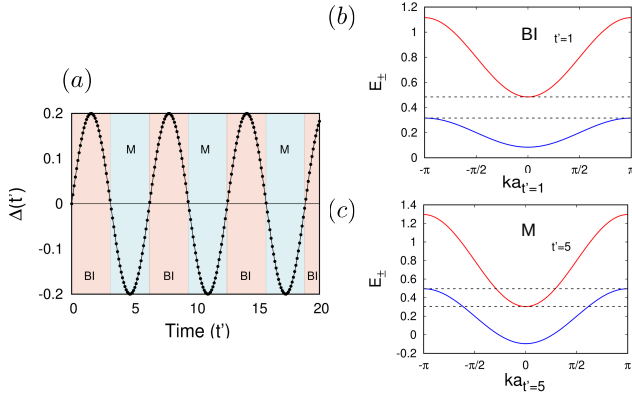 (a)
Δ(t')
0.2
0.1
0
-0.1
-0.2
M
M
M
BI
BI
BI
BI
0
5
10
15
20
Time (t')
(b)
E±
1.2
1
0.8
0.6
0.4
0.2
0
BI t'=1
-π
-π/2
0
π/2
π
ka t'=1
(c)
E±
1.4
1.2
1
0.8
0.6
0.4
0.2
0
-0.2
M t'=5
-π
-π/2
0
π/2
π
ka t'=5